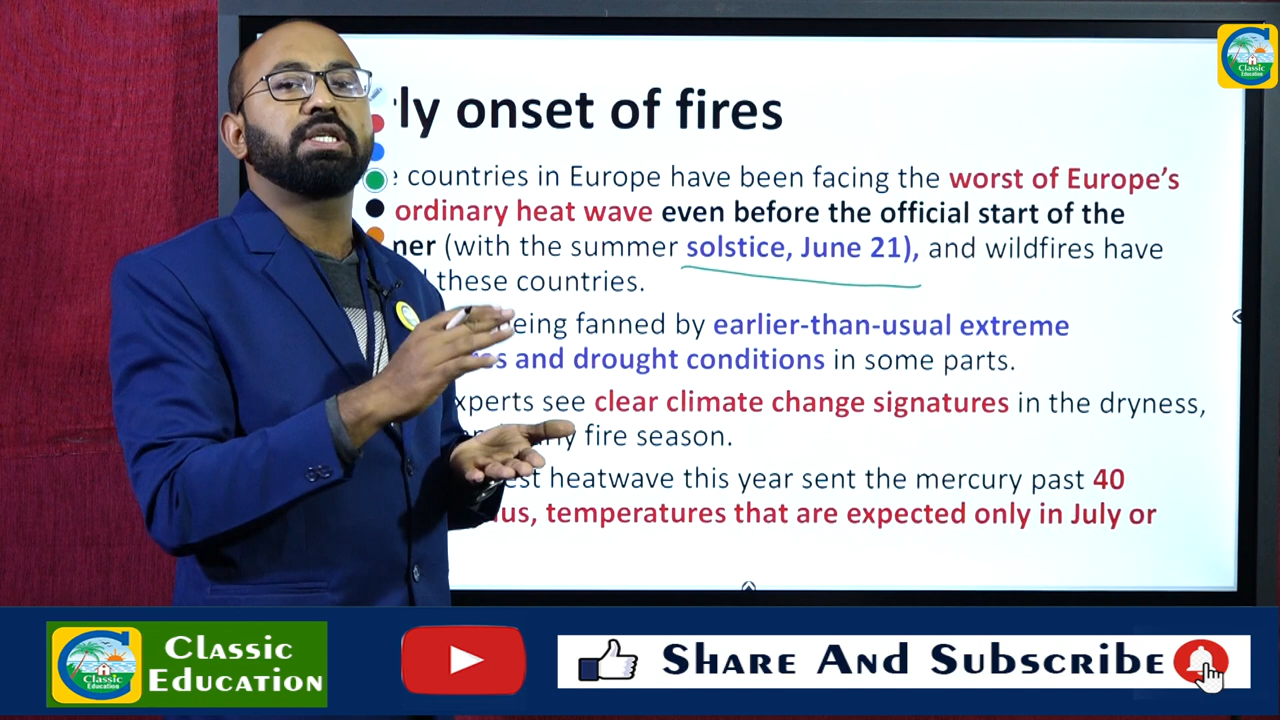 ly onset of fires
countries in Europe have been facing the worst of Europe's
ordinary heat wave even before the official start of the
ner (with the summer solstice, June 21), and wildfires have
these countries.
eing fanned by earlier-than-usual extreme
es and drought conditions in some parts.
xperts see clear climate change signatures in the dryness,
fire season.
est heatwave this year sent the mercury past 40
lus, temperatures that are expected only in July or
Classic
Education
Classic
Education
Classic
Education
Share And Subscribe